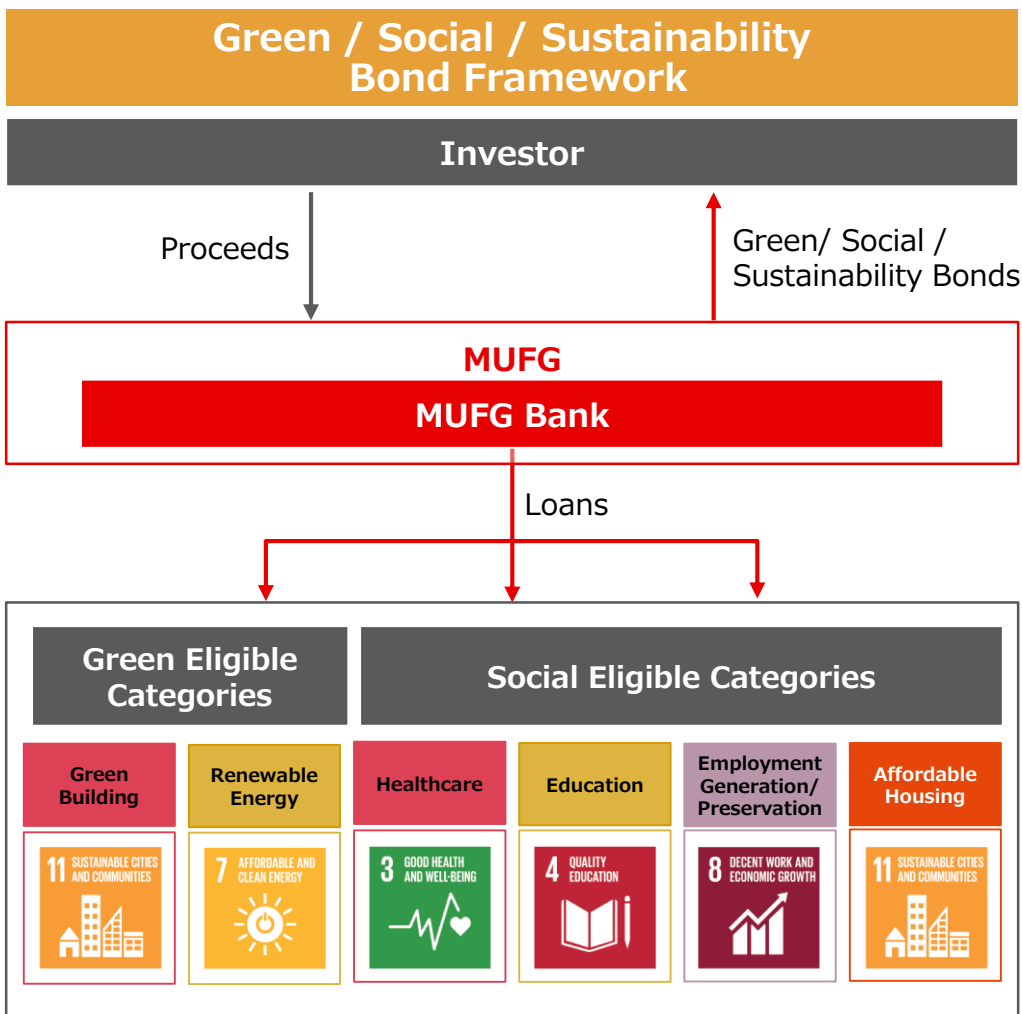 Green / Social / Sustainability
Bond Framework
Investor
Proceeds
Green/ Social /
Sustainability Bonds
MUFG
MUFG Bank
Loans
Green Eligible
Categories
Social Eligible Categories
Green
Building
Renewable
Energy
Healthcare
Education
Employment
Generation/
Preservation
Affordable
Housing
11 SUSTAINABLE CITIES
AND COMMUNITIES
7 AFFORDABLE AND
CLEAN ENERGY
3 GOOD HEALTH
AND WELL-BEING
4 QUALITY
EDUCATION
8 DECENT WORK AND
ECONOMIC GROWTH
11 SUSTAINABLE CITIES
AND COMMUNITIES